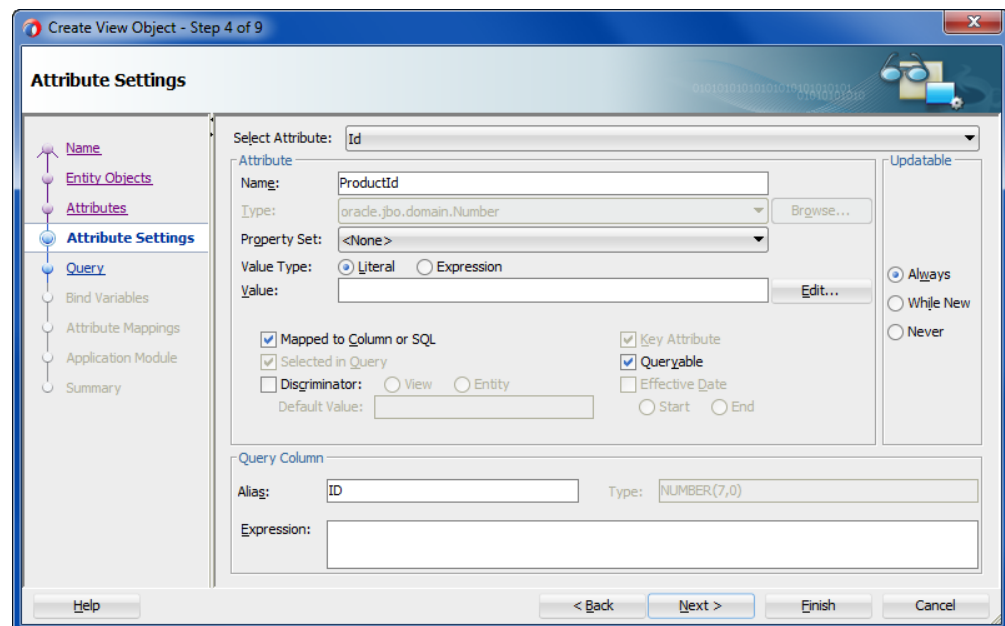 Create View Object - Step 4 of 9
Attribute Settings
Name
Entity Objects
Attributes
Attribute Settings
Query
Bind Variables
Attribute Mappings
Application Module
Summary
Select Attribute: Id
Attribute
Updatable
Name: ProductId
Type: oracle.jbo.domain.Number Browse...
Property Set: <None>
Value Type: Literal Expression
Value: Edit...
Always
While New
Never
Mapped to Column or SQL Key Attribute
Selected in Query Queryable
Discriminator: View Entity Effective Date
Default Value: Start End
Query Column
Alias: ID Type: NUMBER(7,0)
Expression:
Help < Back Next > Finish Cancel